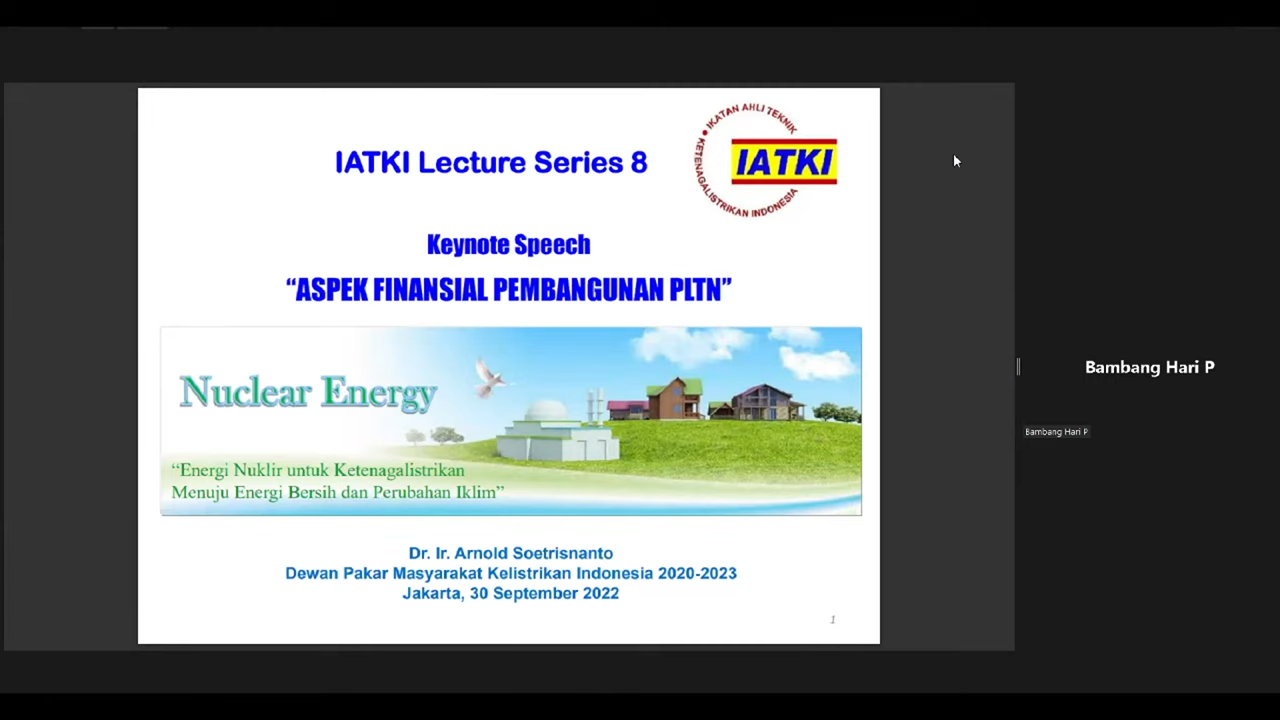 IATKI Lecture Series 8
IKATAN AHLI TEKNIK
KETENAGALISTRIKAN INDONESIA
IATKI
Keynote Speech
“ASPEK FINANSIAL PEMBANGUNAN PLTN”
Nuclear Energy
“Energi Nuklir untuk Ketenagalistrikan
Menuju Energi Bersih dan Perubahan Iklim”
Dr. Ir. Arnold Soetrisnanto
Dewan Pakar Masyarakat Kelistrikan Indonesia 2020-2023
Jakarta, 30 September 2022
1
Bambang Hari P
Bambang Hari P